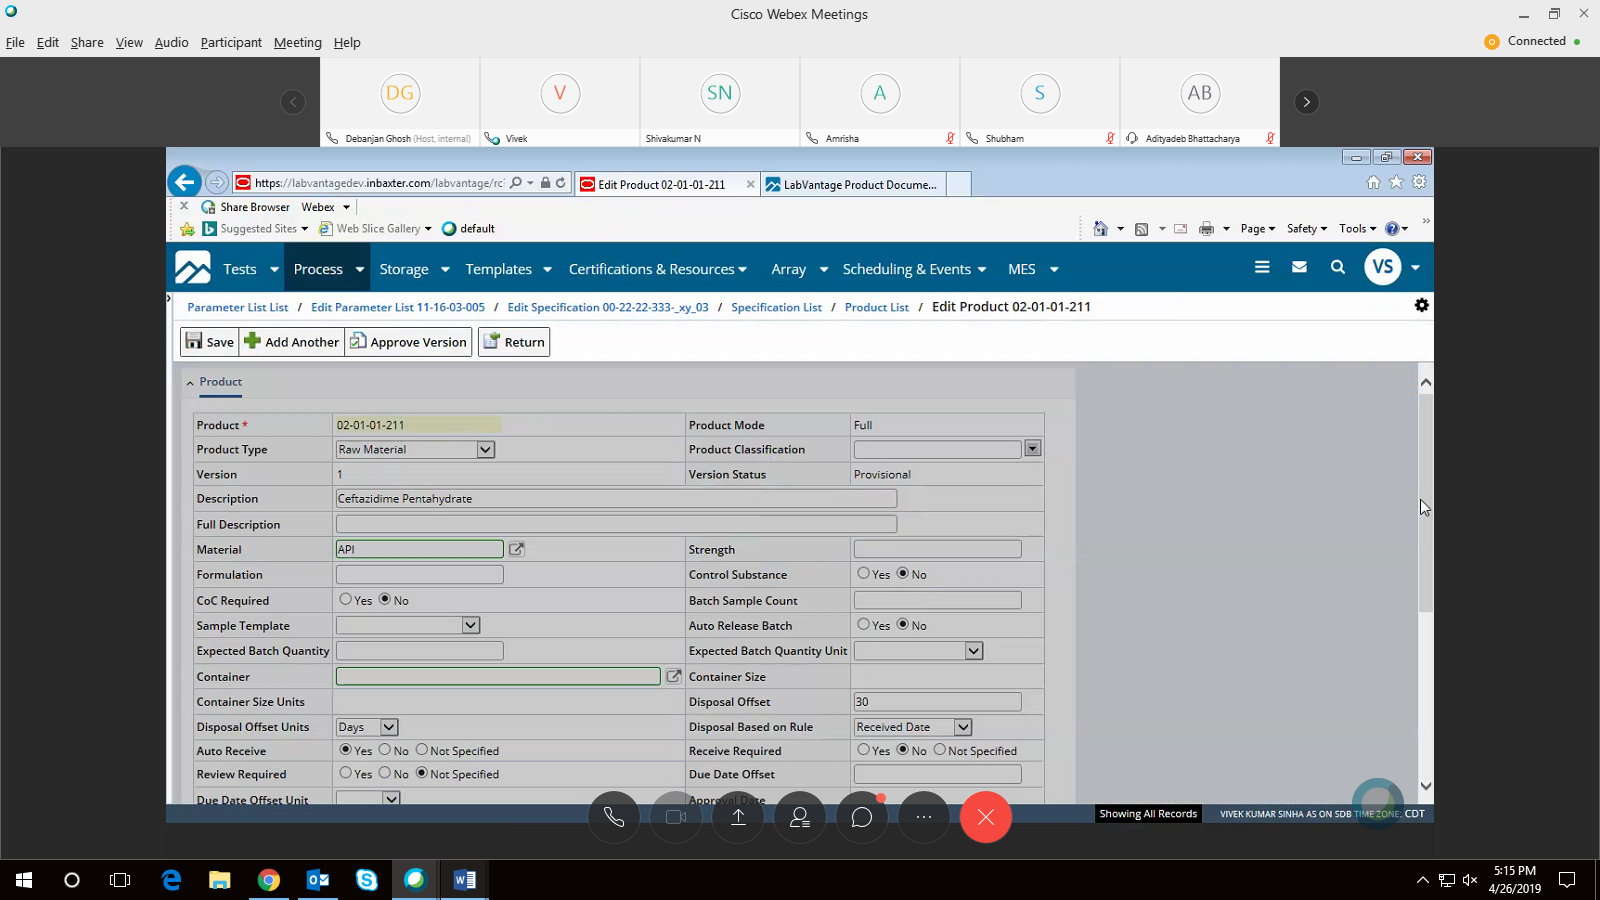 Cisco Webex Meetings
File Edit Share View Audio Participant Meeting Help
Connected
DG V SN A S AB
Debanjan Ghosh (Host, internal) Vivek Shivakumar N Amrisha Shubham Adityadeb Bhattacharya
https://labvantagedev.inbaxter.com/labvantage/rc Edit Product 02-01-01-211 LabVantage Product Docume...
Share Browser Webex
Suggested Sites Web Slice Gallery default Page Safety Tools
Tests Process Storage Templates Certifications & Resources Array Scheduling & Events MES VS
Parameter List List / Edit Parameter List 11-16-03-005 / Edit Specification 00-22-22-333-_xy_03 / Specification List / Product List / Edit Product 02-01-01-211
Save Add Another Approve Version Return
Product
Product * 02-01-01-211 Product Mode Full
Product Type Raw Material Product Classification
Version 1 Version Status Provisional
Description Ceftazidime Pentahydrate
Full Description
Material API Strength
Formulation Control Substance Yes No
CoC Required Yes No Batch Sample Count
Sample Template Auto Release Batch Yes No
Expected Batch Quantity Expected Batch Quantity Unit
Container Container Size
Container Size Units Disposal Offset 30
Disposal Offset Units Days Disposal Based on Rule Received Date
Auto Receive Yes No Not Specified Receive Required Yes No Not Specified
Review Required Yes No Not Specified Due Date Offset
Due Date Offset Unit Approval Date
Showing All Records VIVEK KUMAR SINHA AS ON SDB TIME ZONE: CDT
5:15 PM
4/26/2019